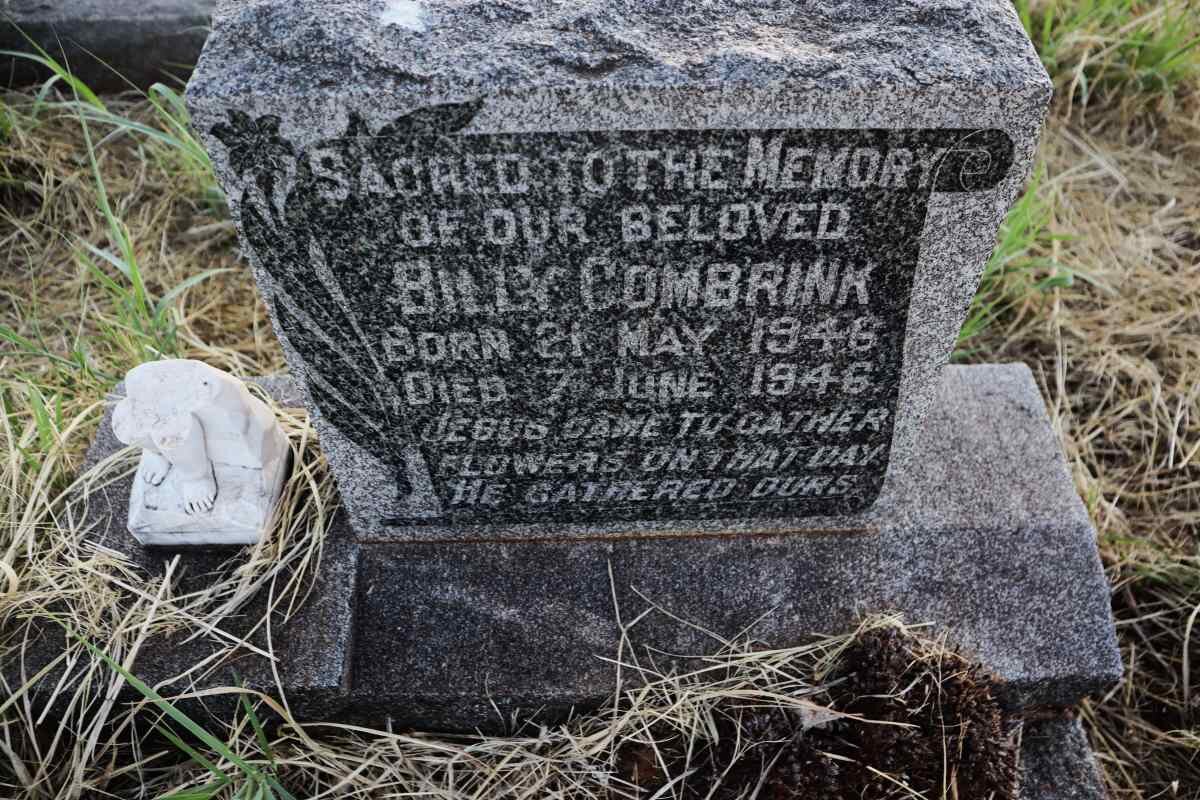 SACRED TO THE MEMORY
OF OUR BELOVED
BILLY COMBRINK
BORN 21 MAY 1946
DIED 7 JUNE 1946
JESUS CAME TO GATHER
FLOWERS ON THAT DAY
HE GATHERED OURS